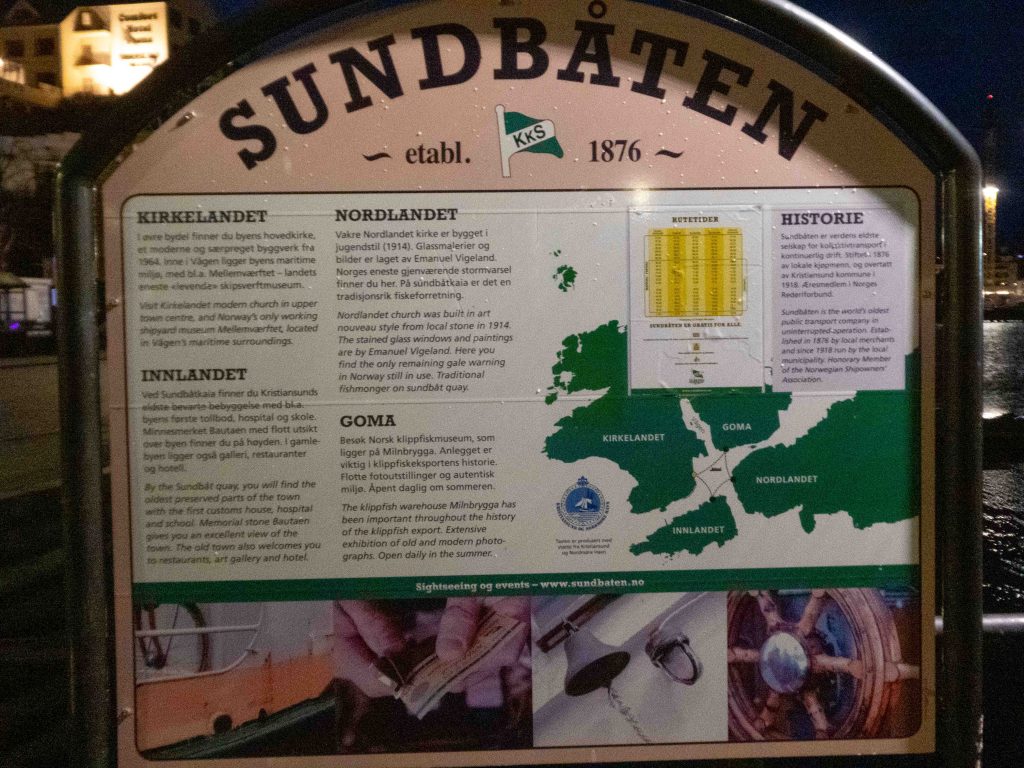 SUNDBÅTEN
~ etabl.
KKS
1876 ~
KIRKELANDET
I øvre bydel finner du byens hovedkirke,
et moderne og særpreget byggverk fra
1964. Inne i Vågen ligger byens maritime
miljø, med bl.a. Mellemværftet – landets
eneste «levende» skipsverftmuseum.
Visit Kirkelandet modern church in upper
town centre, and Norway's only working
shipyard museum Mellemværftet, located
in Vågen's maritime surroundings.
INNLANDET
Ved Sundbåtkaia finner du Kristiansunds
eldste bevarte bebyggelse med bl.a.
byens første tollbod, hospital og skole.
Minnesmerket Bautaen med flott utsikt
over byen finner du på høyden. I gamle-
byen ligger også galleri, restauranter
og hotell.
By the Sundbåt quay, you will find the
oldest preserved parts of the town
with the first customs house, hospital
and school. Memorial stone Bautaen
gives you an excellent view of the
town. The old town also welcomes you
to restaurants, art gallery and hotel.
NORDLANDET
Vakre Nordlandet kirke er bygget i
jugendstil (1914). Glassmalerier og
bilder er laget av Emanuel Vigeland.
Norges eneste gjenværende stormvarsel
finner du her. På sundbåtkaia er det en
tradisjonsrik fiskeforretning.
Nordlandet church was built in art
nouveau style from local stone in 1914.
The stained glass windows and paintings
are by Emanuel Vigeland. Here you
find the only remaining gale warning
in Norway still in use. Traditional
fishmonger on sundbåt quay.
GOMA
Besøk Norsk klippfiskmuseum, som
ligger på Milnbrygga. Anlegget er
viktig i klippfiskeksportens historie.
Flotte fotoutstillinger og autentisk
miljø. Åpent daglig om sommeren.
The klippfish warehouse Milnbrygga has
been important throughout the history
of the klippfish export. Extensive
exhibition of old and modern photo-
graphs. Open daily in the summer.
RUTETIDER
SUNDBÅTEN ER GRATIS FOR ALLE.
HISTORIE
Sundbåten er verdens eldste
selskap for kollektivtransport i
kontinuerlig drift. Stiftet i 1876
av lokale kjøpmenn, og overtatt
av Kristiansund kommune i
1918. Æresmedlem i Norges
Rederiforbund.
Sundbåten is the world's oldest
public transport company in
uninterrupted operation. Estab-
lished in 1876 by local merchants
and since 1918 run by the local
municipality. Honorary Member
of the Norwegian Shipowners'
Association.
KIRKELANDET
Vågen
GOMA
NORDLANDET
INNLANDET
Tavlen er produsert med
støtte fra Kristiansund
og Nordmøre Havn
Sightseeing og events – www.sundbaten.no